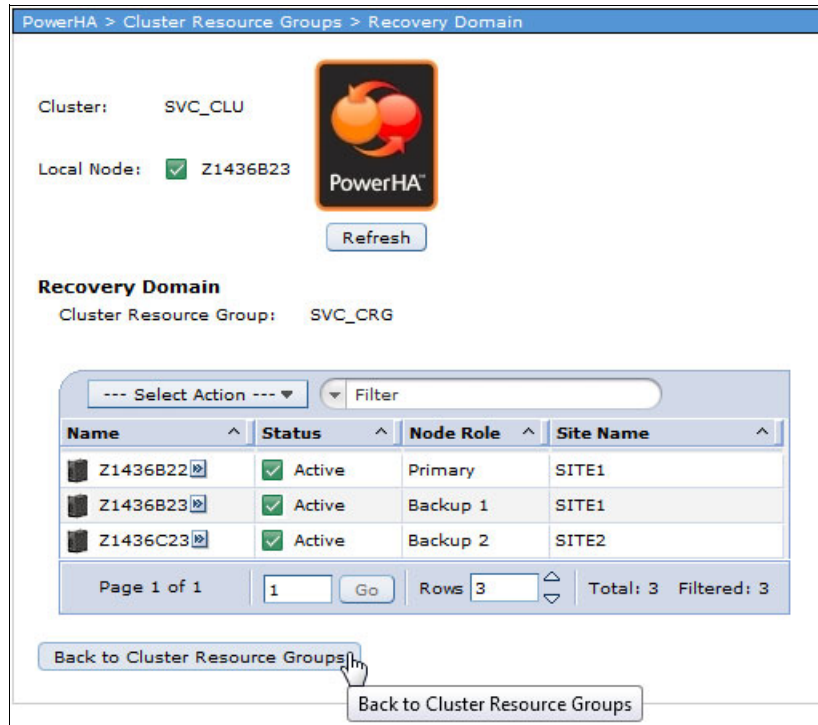 PowerHA > Cluster Resource Groups > Recovery Domain
Cluster: SVC_CLU
Local Node: Z1436B23
PowerHA™
Refresh
Recovery Domain
Cluster Resource Group: SVC_CRG
--- Select Action --- Filter
Name Status Node Role Site Name
Z1436B22 Active Primary SITE1
Z1436B23 Active Backup 1 SITE1
Z1436C23 Active Backup 2 SITE2
Page 1 of 1 1 Go Rows 3 Total: 3 Filtered: 3
Back to Cluster Resource Groups
Back to Cluster Resource Groups